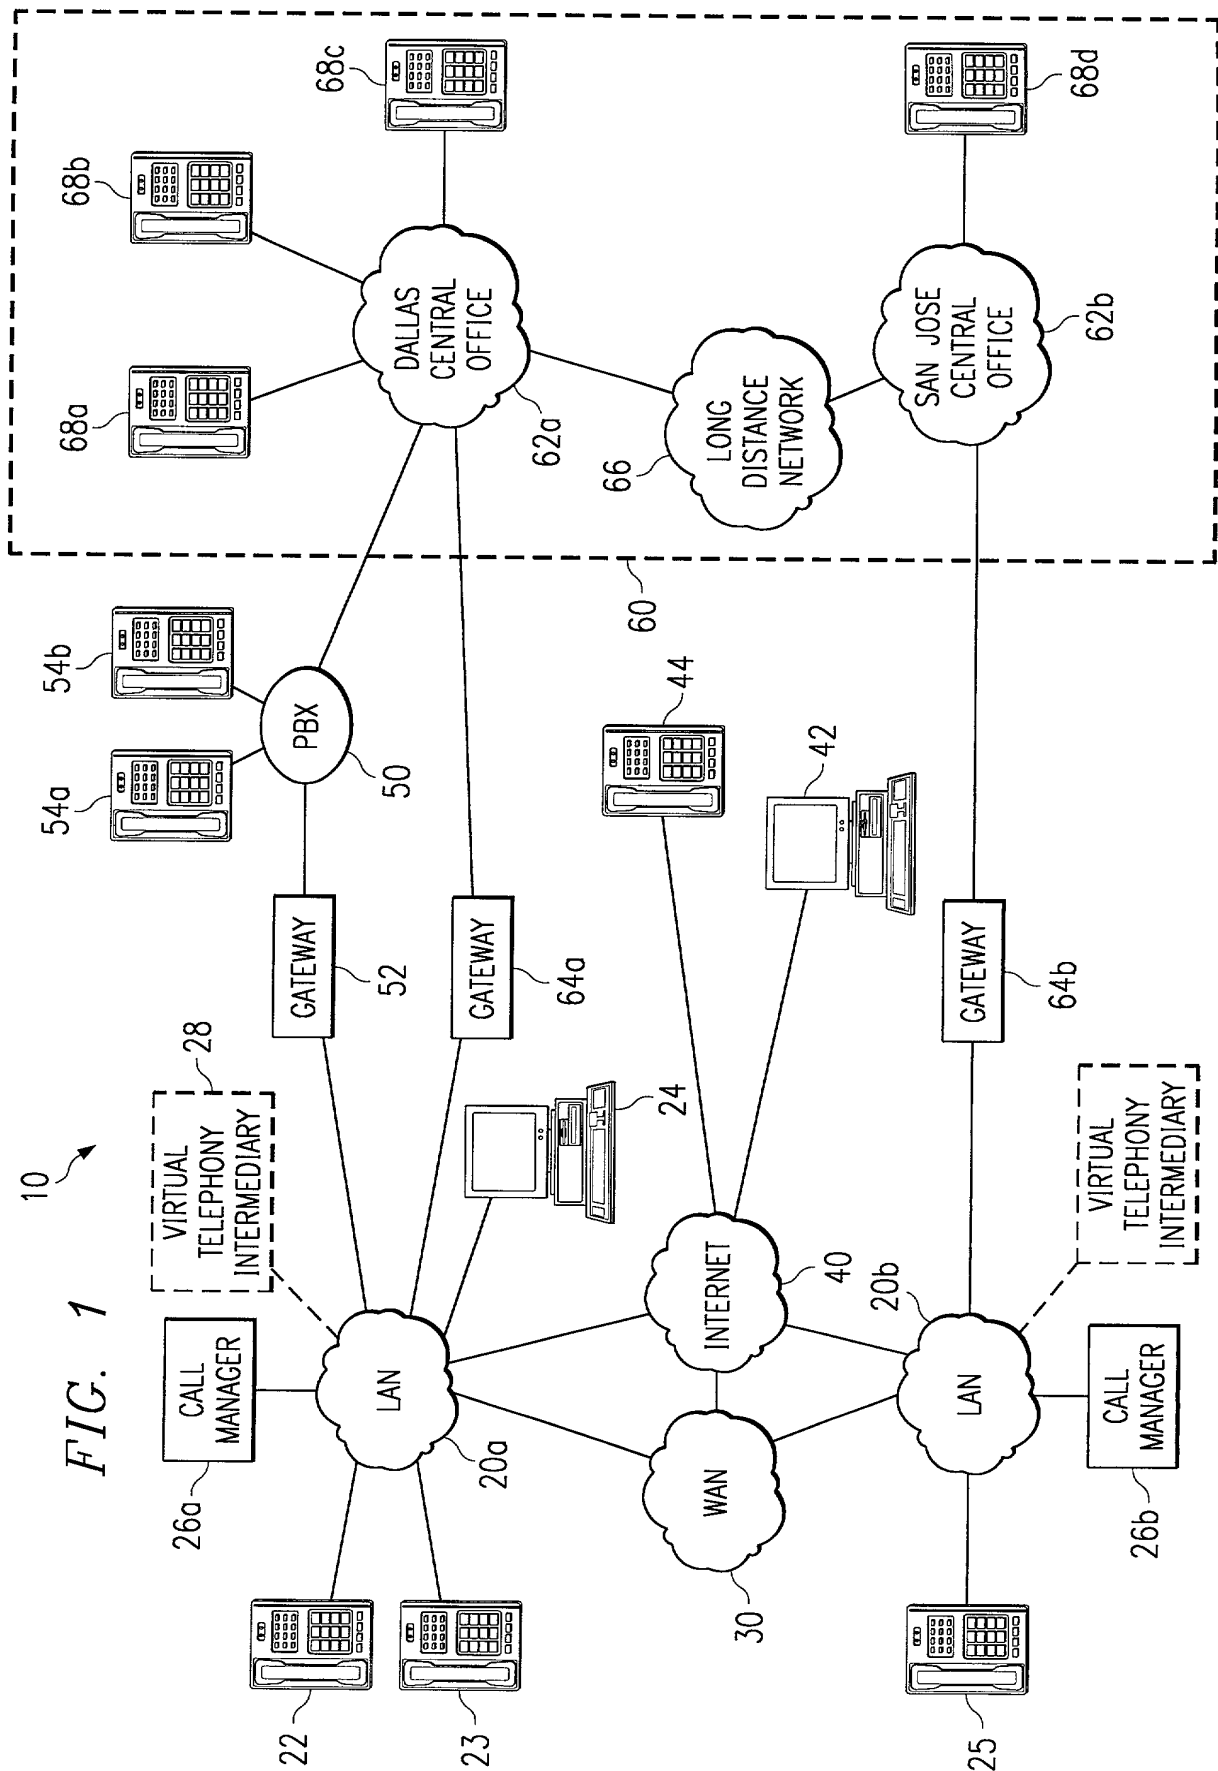 FIG. 1
10
26a
CALL
MANAGER
VIRTUAL
TELEPHONY
INTERMEDIARY
28
54a
54b
68a
68b
22
LAN
20a
GATEWAY
52
PBX
50
DALLAS
CENTRAL
OFFICE
62a
68c
23
24
GATEWAY
64a
60
66
LONG
DISTANCE
NETWORK
WAN
30
INTERNET
40
44
42
25
LAN
20b
GATEWAY
64b
SAN JOSE
CENTRAL
OFFICE
62b
68d
26b
CALL
MANAGER
VIRTUAL
TELEPHONY
INTERMEDIARY